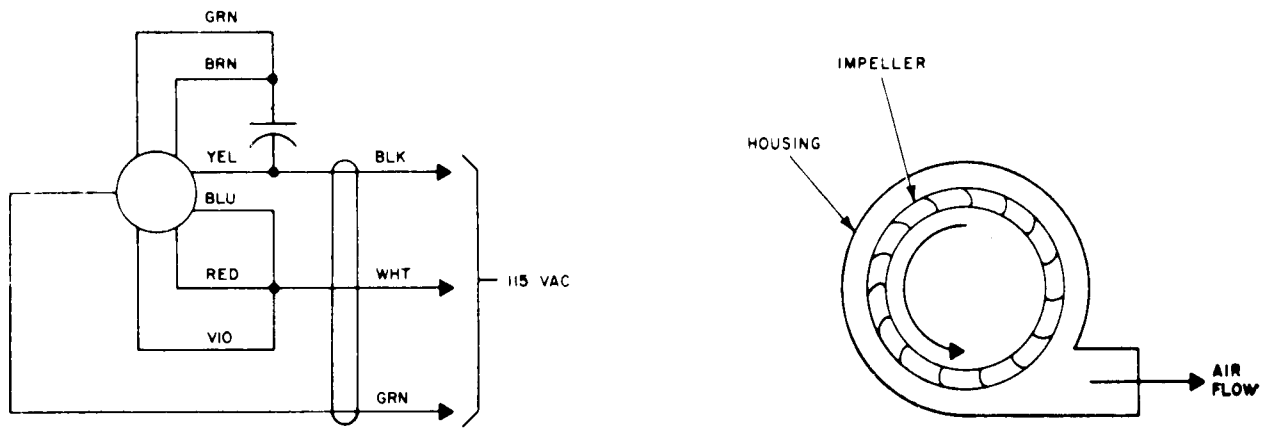 GRN
BRN
YEL
BLK
BLU
RED
WHT
115 VAC
VIO
GRN
IMPELLER
HOUSING
AIR
FLOW